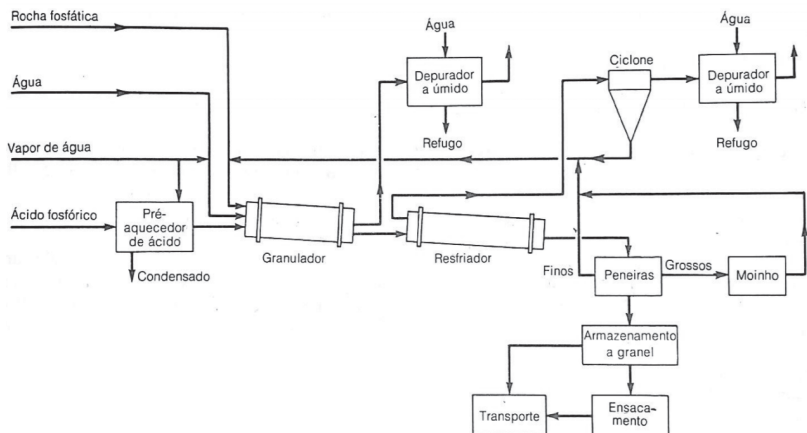 Rocha fosfática
Água
Vapor de água
Ácido fosfórico
Pré-
aquecedor
de ácido
Condensado
Granulador
Água
Depurador
a úmido
Refugo
Resfriador
Ciclone
Água
Depurador
a úmido
Refugo
Finos
Peneiras
Grossos
Moinho
Armazenamento
a granel
Transporte
Ensaca-
mento